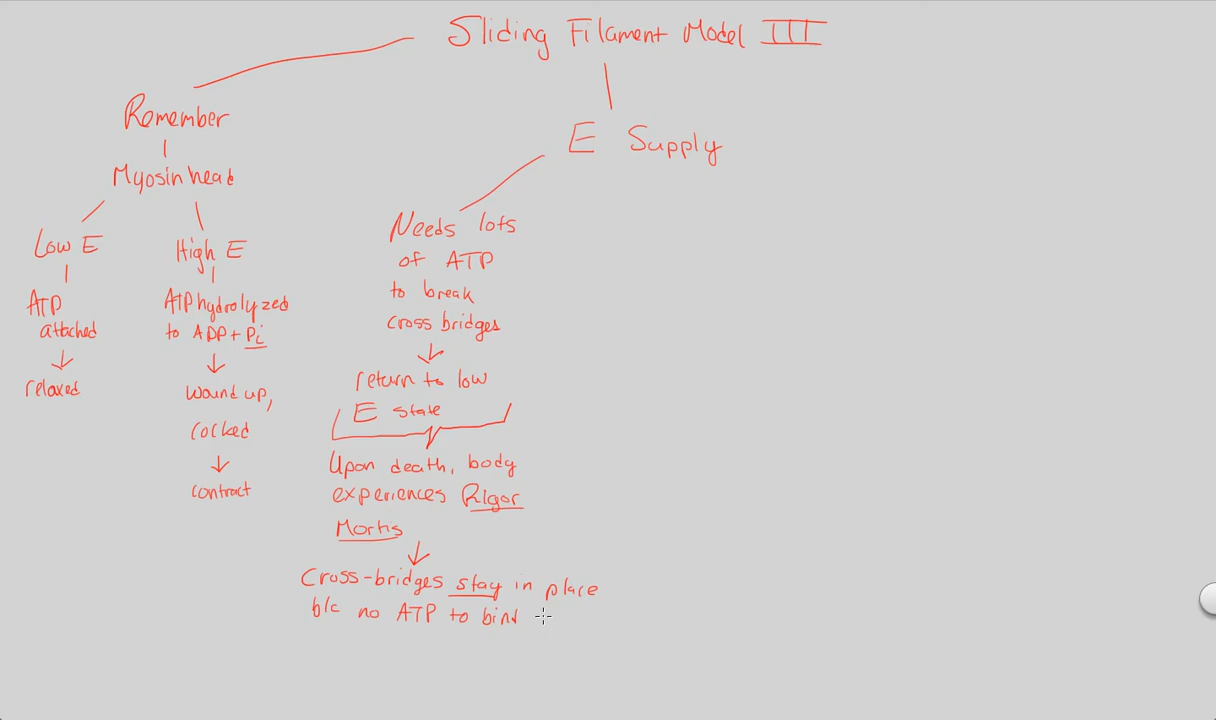 Sliding Filament Model III
Remember
Myosin head
Low E
ATP
attached
relaxed
High E
ATP hydrolyzed
to ADP + Pi
wound up,
cocked
contract
E Supply
Needs lots
of ATP
to break
cross bridges
return to low
E state
Upon death, body
experiences Rigor
Mortis
Cross-bridges stay in place
b/c no ATP to bind